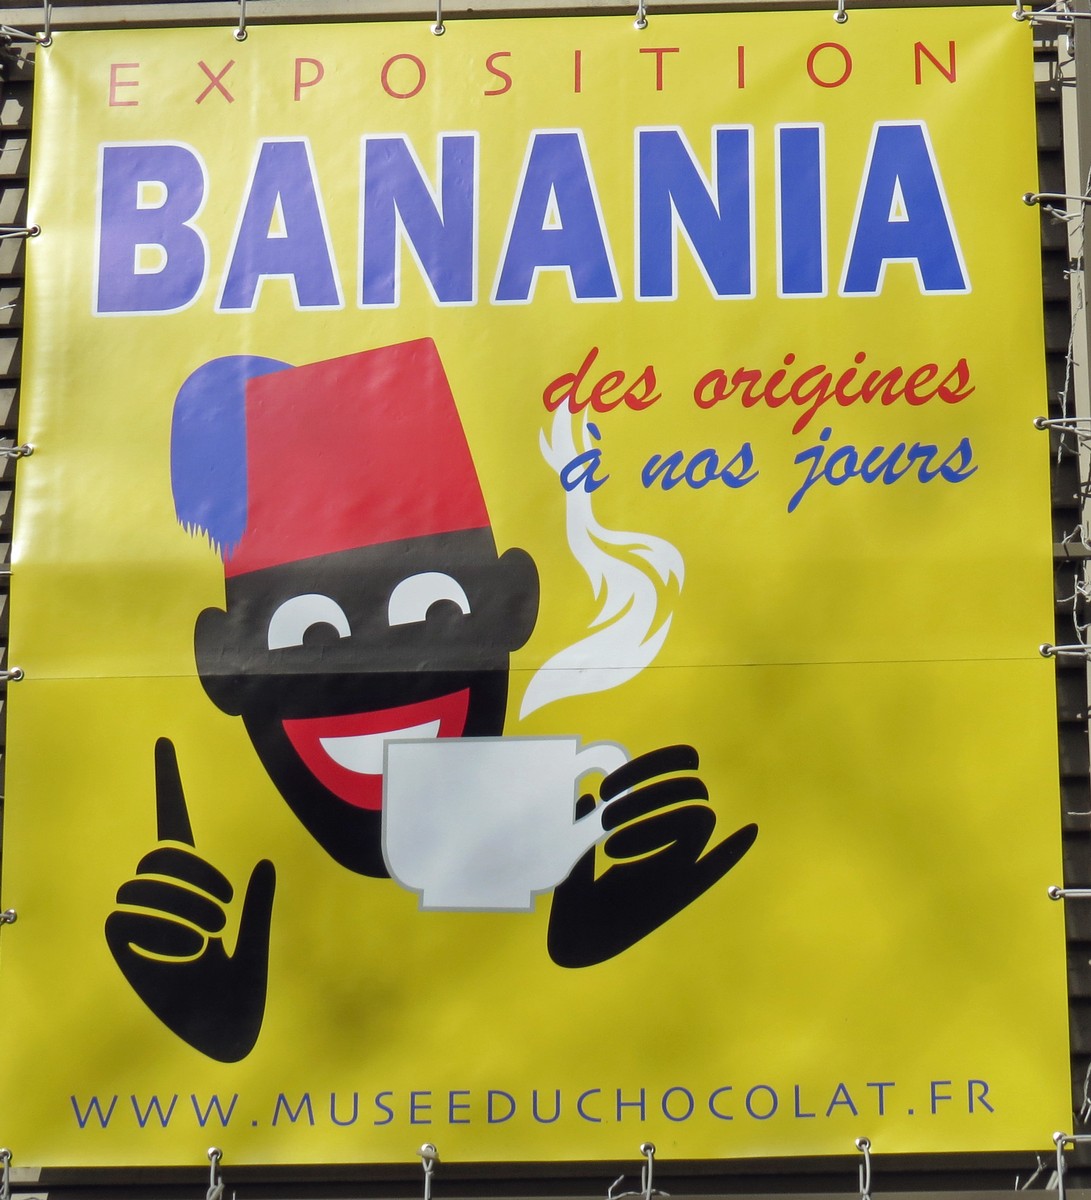 EXPOSITION
BANANIA
des origines
à nos jours
WWW.MUSEEDUCHOCOLAT.FR